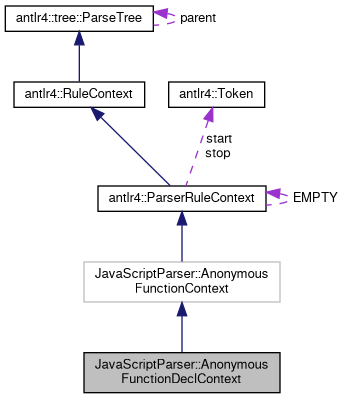 antlr4::tree::ParseTree
parent
antlr4::RuleContext
antlr4::Token
start
stop
antlr4::ParserRuleContext
EMPTY
JavaScriptParser::Anonymous
FunctionContext
JavaScriptParser::Anonymous
FunctionDeclContext